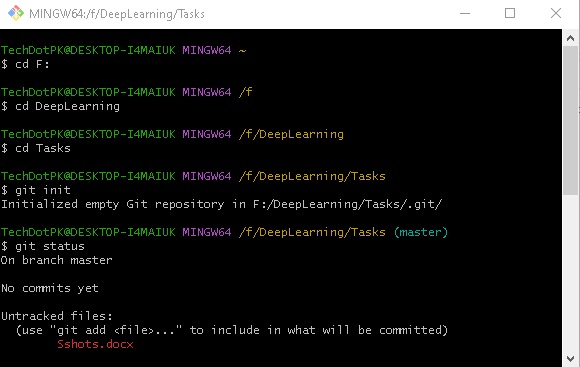 MINGW64:/f/DeepLearning/Tasks
TechDotPK@DESKTOP-I4MAIUK MINGW64 ~
$ cd F:
TechDotPK@DESKTOP-I4MAIUK MINGW64 /f
$ cd DeepLearning
TechDotPK@DESKTOP-I4MAIUK MINGW64 /f/DeepLearning
$ cd Tasks
TechDotPK@DESKTOP-I4MAIUK MINGW64 /f/DeepLearning/Tasks
$ git init
Initialized empty Git repository in F:/DeepLearning/Tasks/.git/
TechDotPK@DESKTOP-I4MAIUK MINGW64 /f/DeepLearning/Tasks (master)
$ git status
On branch master
No commits yet
Untracked files:
(use "git add <file>..." to include in what will be committed)
Sshots.docx